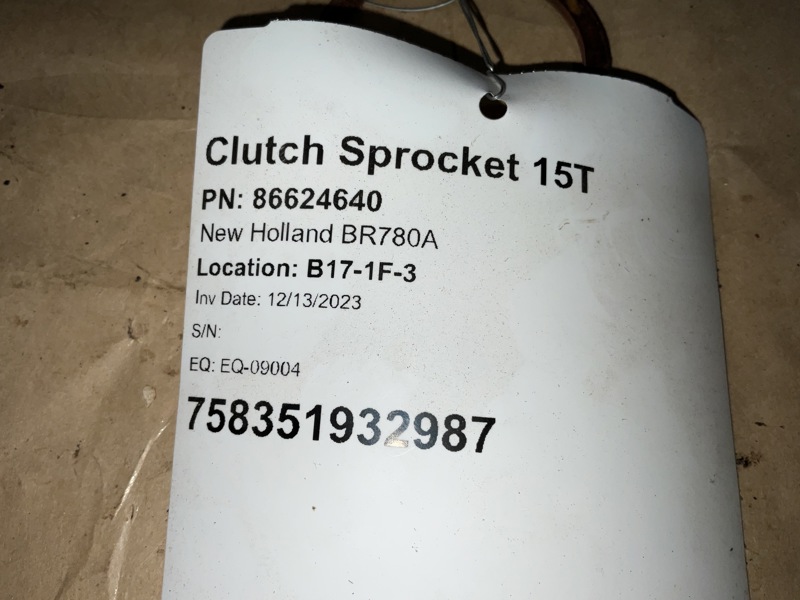 Clutch Sprocket 15T
PN: 86624640
New Holland BR780A
Location: B17-1F-3
Inv Date: 12/13/2023
S/N:
EQ: EQ-09004
758351932987